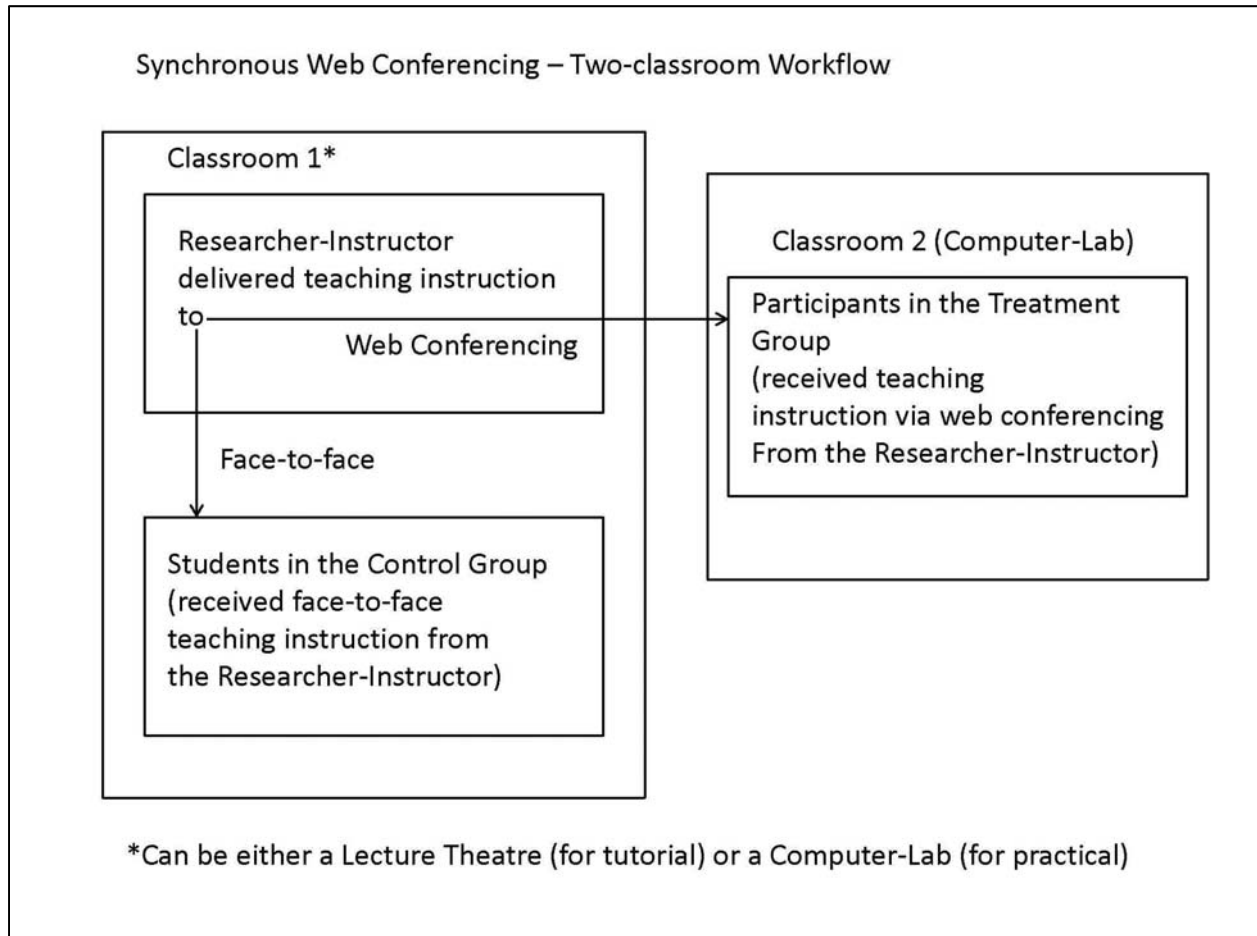 Synchronous Web Conferencing – Two-classroom Workflow
Classroom 1*
Researcher-Instructor
delivered teaching instruction
to
Web Conferencing
Face-to-face
Students in the Control Group
(received face-to-face
teaching instruction from
the Researcher-Instructor)
Classroom 2 (Computer-Lab)
Participants in the Treatment
Group
(received teaching
instruction via web conferencing
From the Researcher-Instructor)
*Can be either a Lecture Theatre (for tutorial) or a Computer-Lab (for practical)